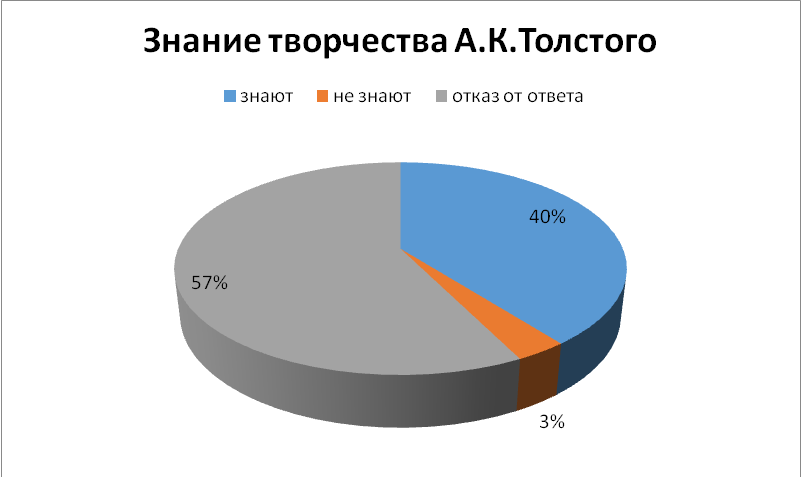 Знание творчества А.К.Толстого
знают не знают отказ от ответа
40%
57%
3%